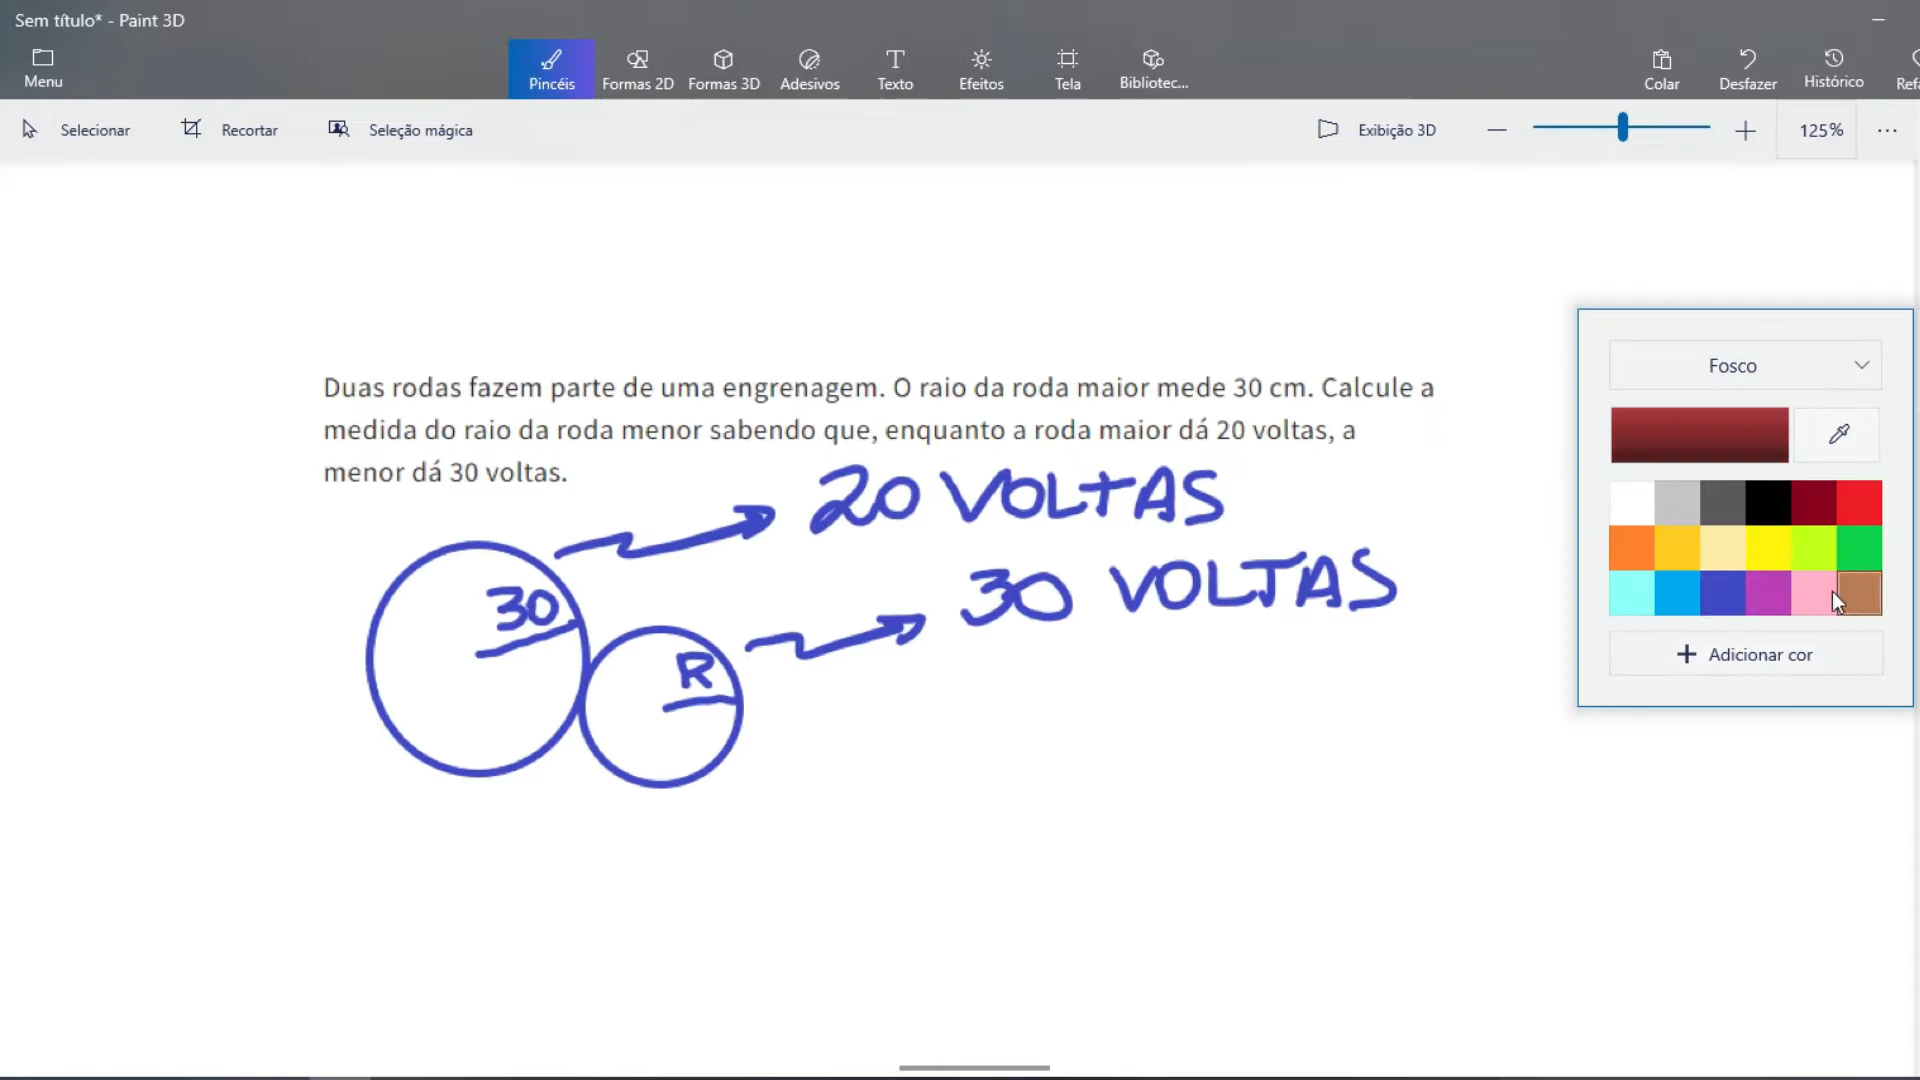 Sem título* - Paint 3D
Menu
Pincéis
Formas 2D
Formas 3D
Adesivos
Texto
Efeitos
Tela
Bibliotec...
Colar
Desfazer
Histórico
Selecionar
Recortar
Seleção mágica
Exibição 3D
125%
Duas rodas fazem parte de uma engrenagem. O raio da roda maior mede 30 cm. Calcule a
medida do raio da roda menor sabendo que, enquanto a roda maior dá 20 voltas, a
menor dá 30 voltas.
20 VOLTAS
30 VOLTAS
30
R
Fosco
Adicionar cor